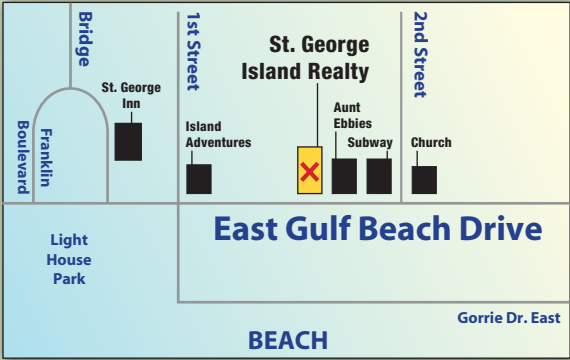 Bridge
1st Street
2nd Street
St. George
Island Realty
St. George
Inn
Aunt
Ebbies
Island
Adventures
Subway
Church
Franklin
Boulevard
East Gulf Beach Drive
Light
House
Park
Gorrie Dr. East
BEACH